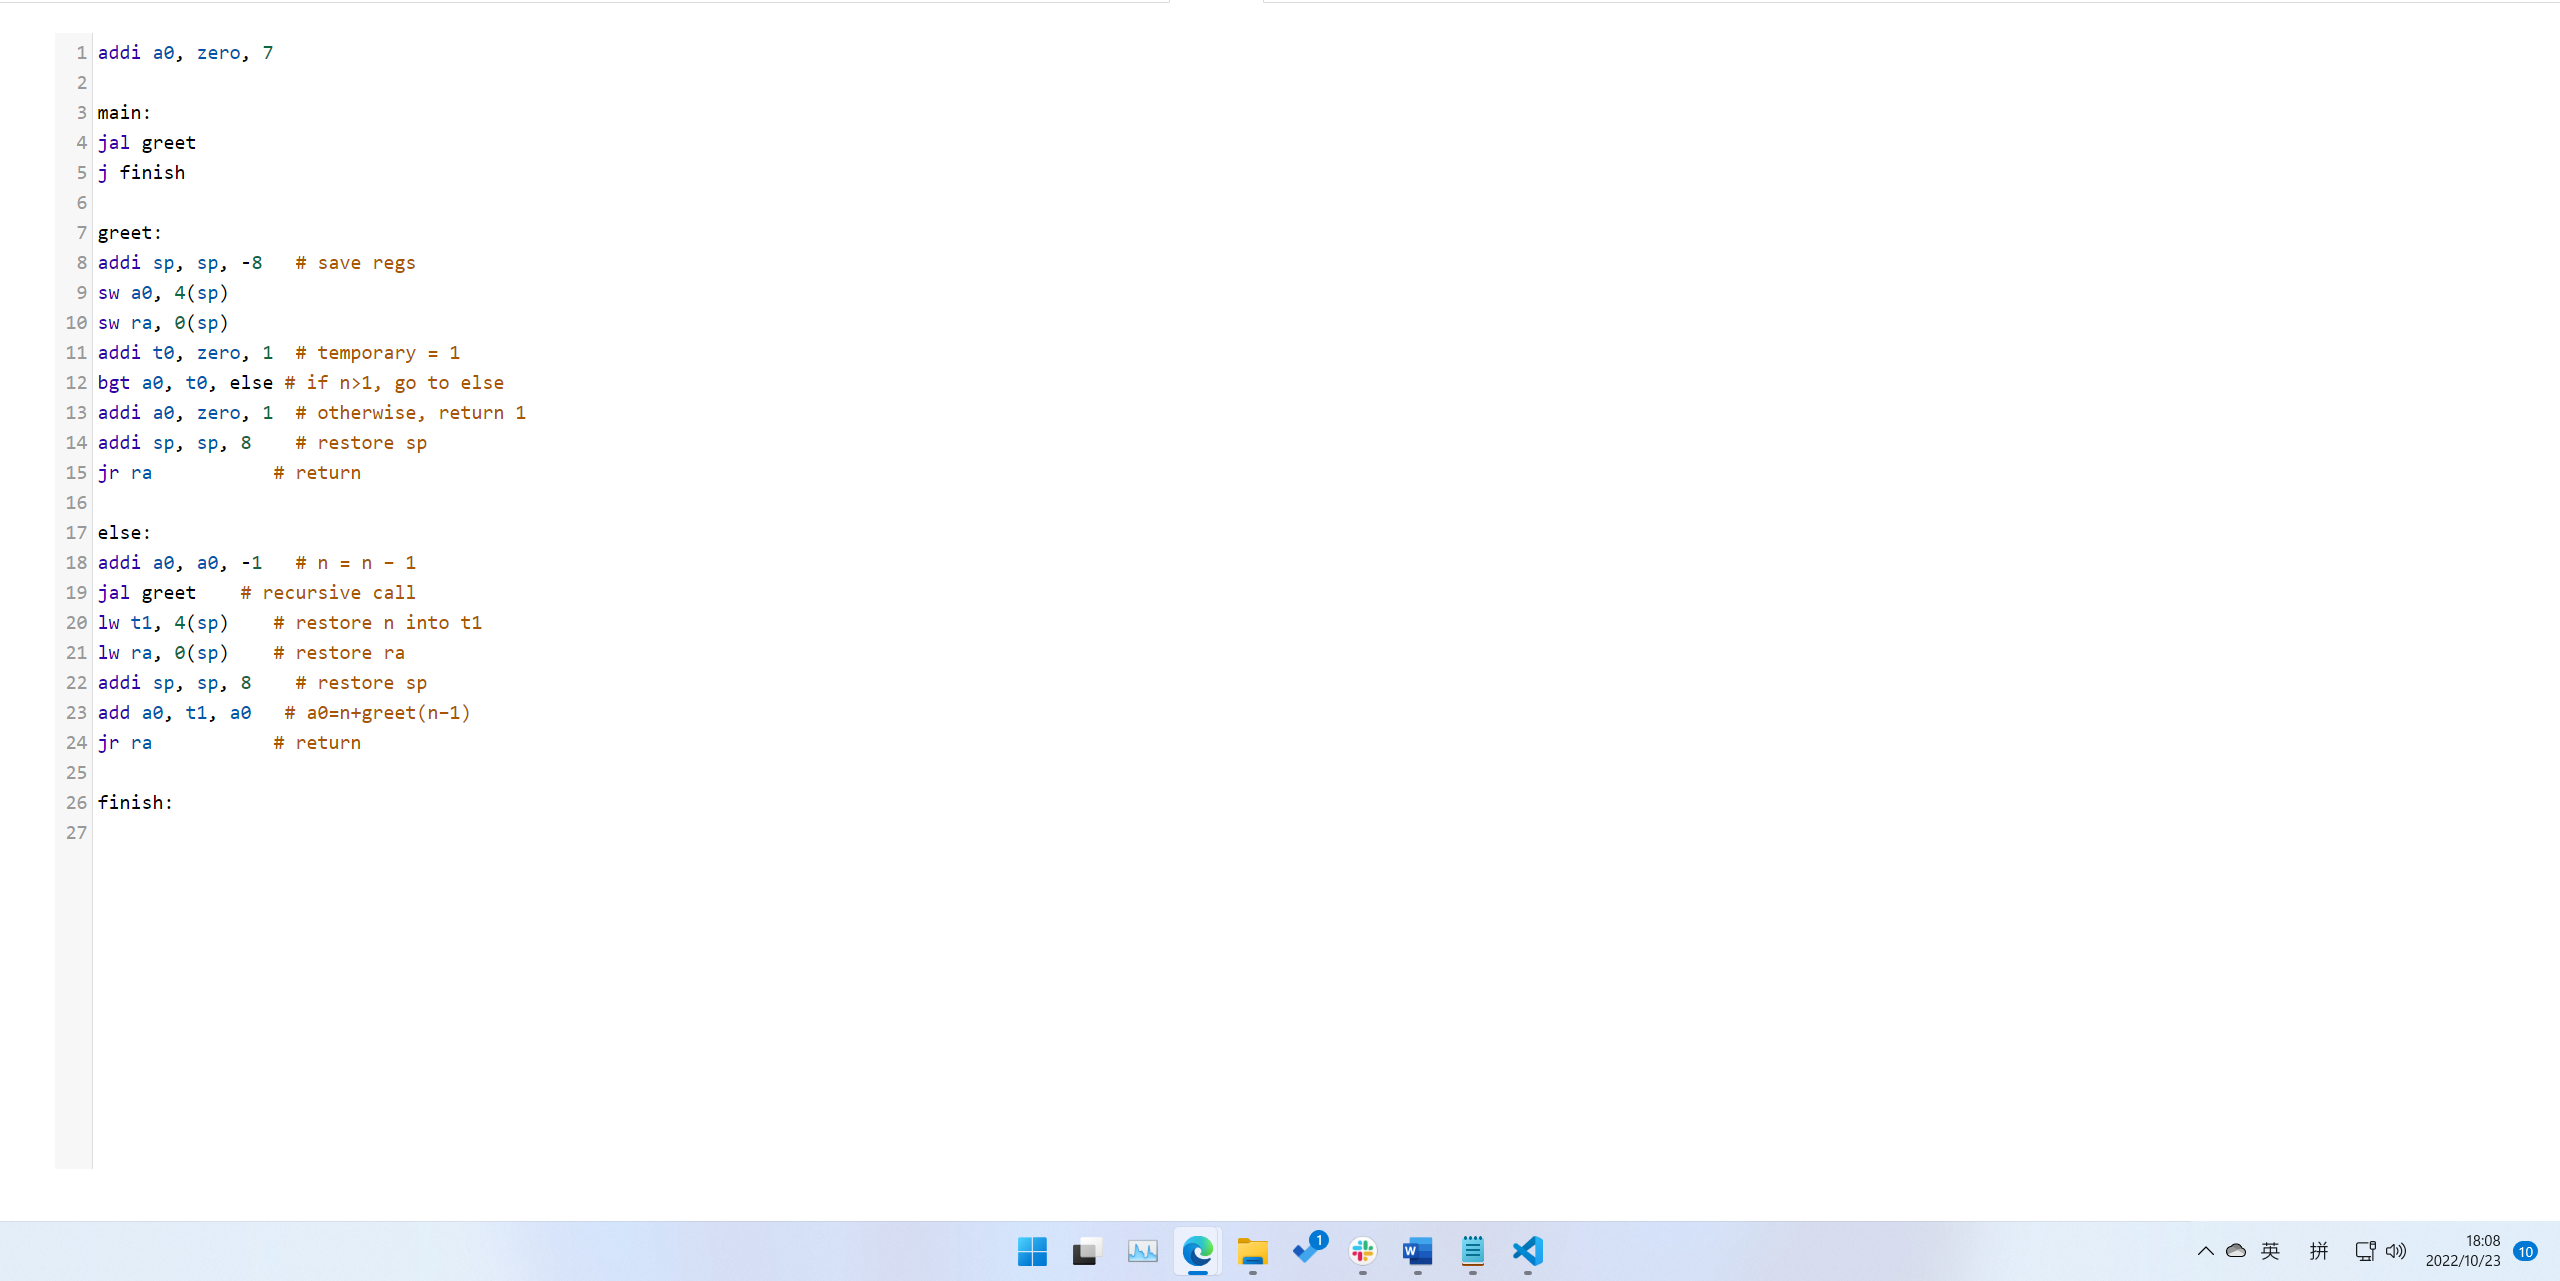 1 addi a0, zero, 7
2
3 main:
4 jal greet
5 j finish
6
7 greet:
8 addi sp, sp, -8   # save regs
9 sw a0, 4(sp)
10 sw ra, 0(sp)
11 addi t0, zero, 1  # temporary = 1
12 bgt a0, t0, else # if n>1, go to else
13 addi a0, zero, 1  # otherwise, return 1
14 addi sp, sp, 8    # restore sp
15 jr ra           # return
16
17 else:
18 addi a0, a0, -1   # n = n − 1
19 jal greet    # recursive call
20 lw t1, 4(sp)    # restore n into t1
21 lw ra, 0(sp)    # restore ra
22 addi sp, sp, 8    # restore sp
23 add a0, t1, a0   # a0=n+greet(n−1)
24 jr ra           # return
25
26 finish:
27
1
W
英 拼
18:08
2022/10/23
10